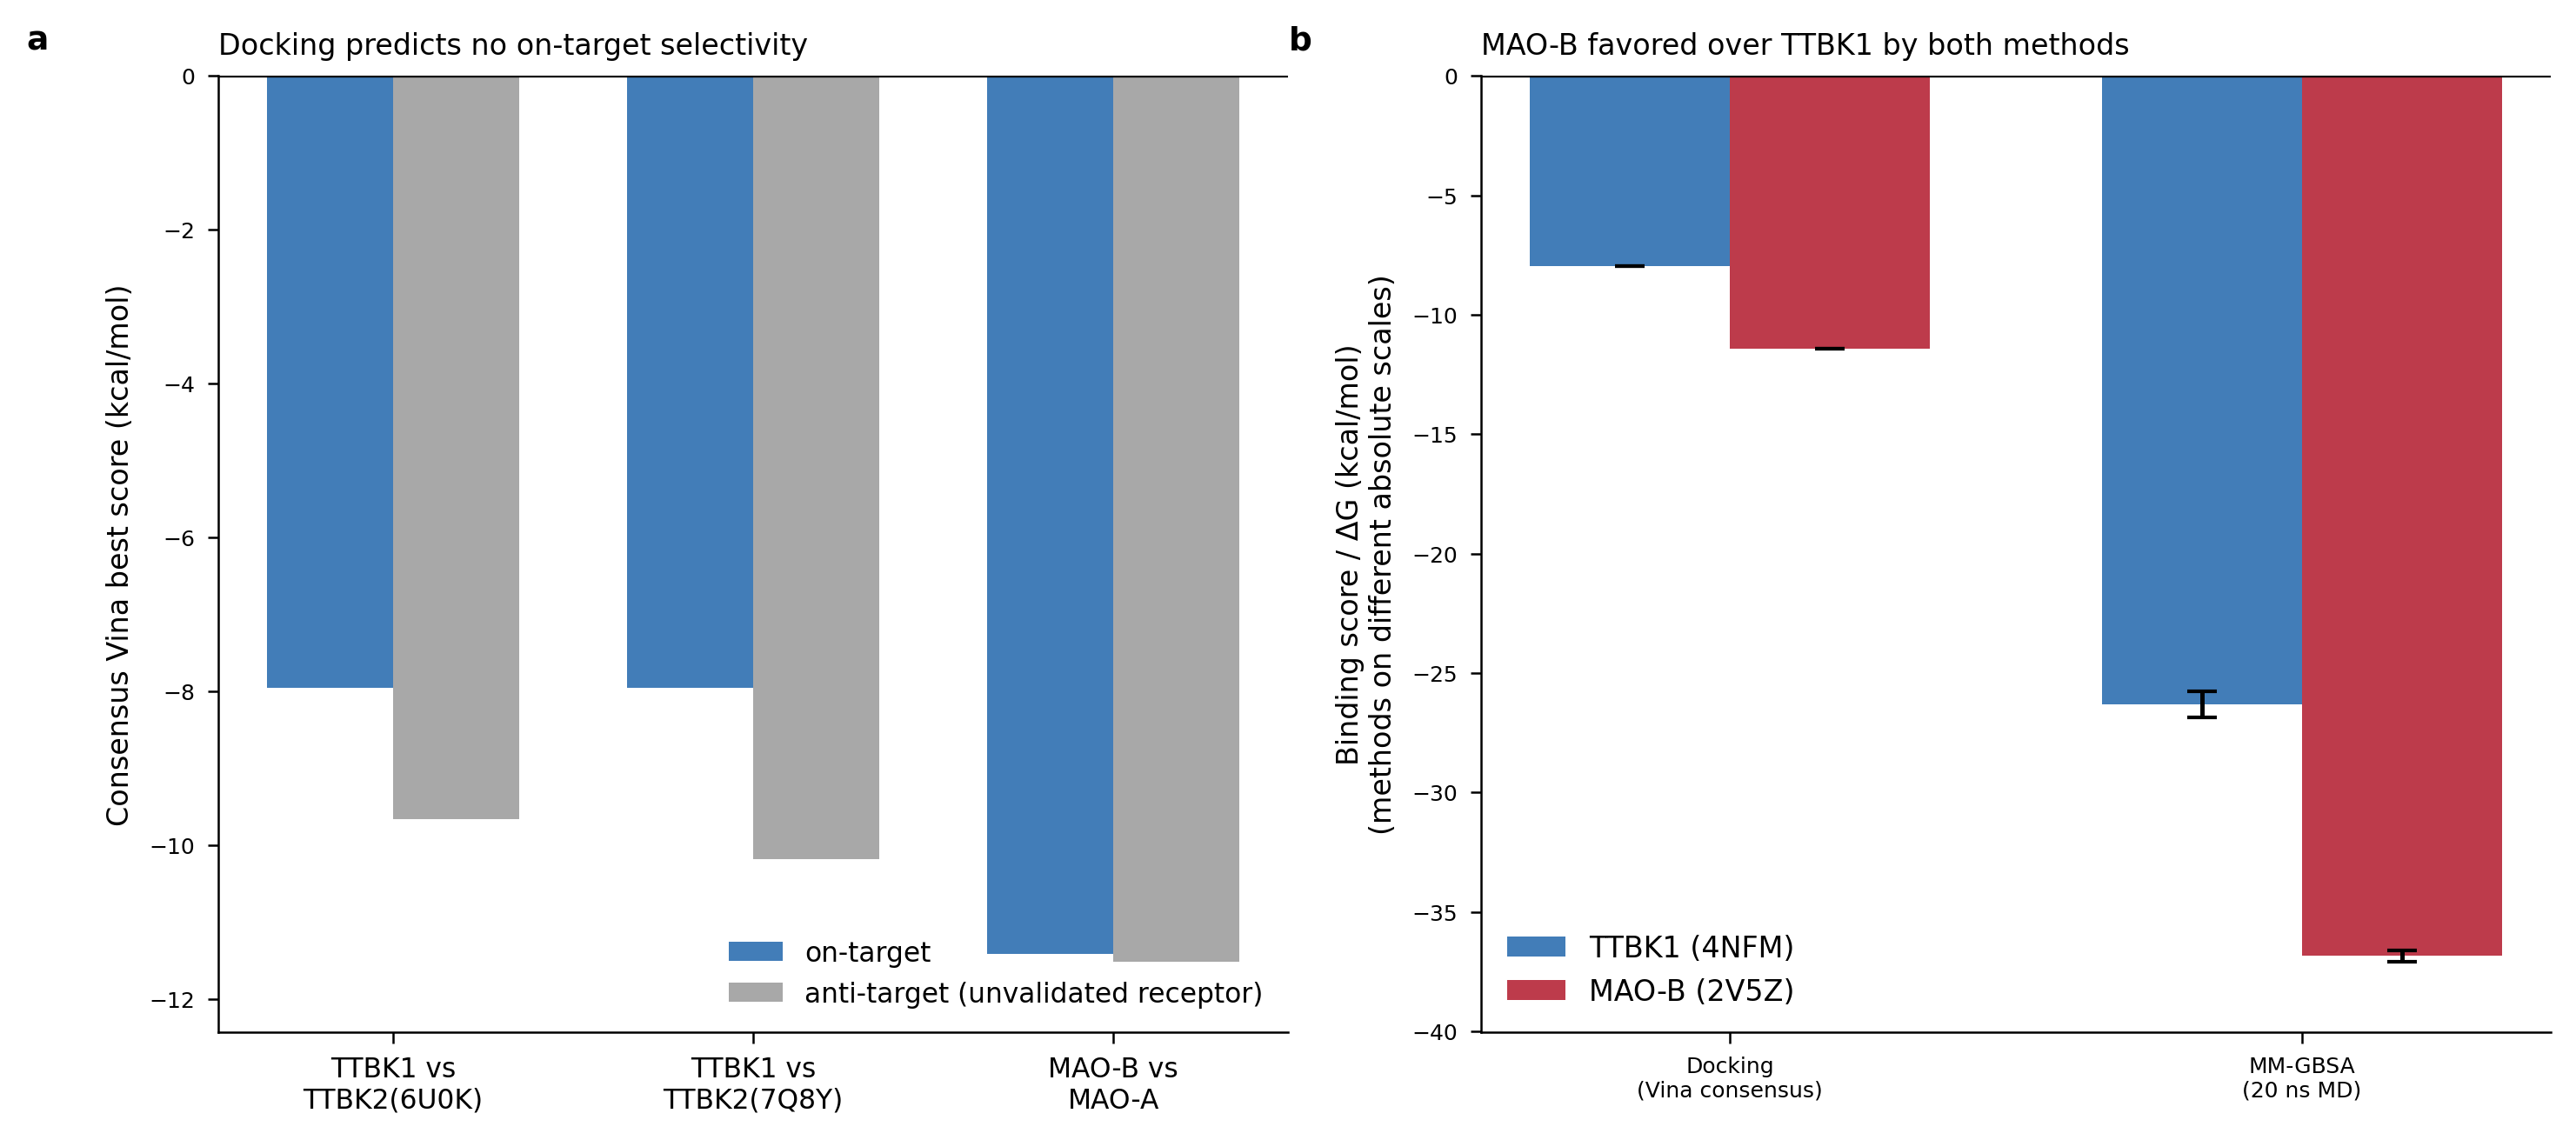 a
Docking predicts no on-target selectivity
Consensus Vina best score (kcal/mol)
0
−2
−4
−6
−8
−10
−12
on-target
anti-target (unvalidated receptor)
TTBK1 vs
TTBK2(6U0K)
TTBK1 vs
TTBK2(7Q8Y)
MAO-B vs
MAO-A
b
MAO-B favored over TTBK1 by both methods
Binding score / ΔG (kcal/mol)
(methods on different absolute scales)
0
−5
−10
−15
−20
−25
−30
−35
−40
TTBK1 (4NFM)
MAO-B (2V5Z)
Docking
(Vina consensus)
MM-GBSA
(20 ns MD)